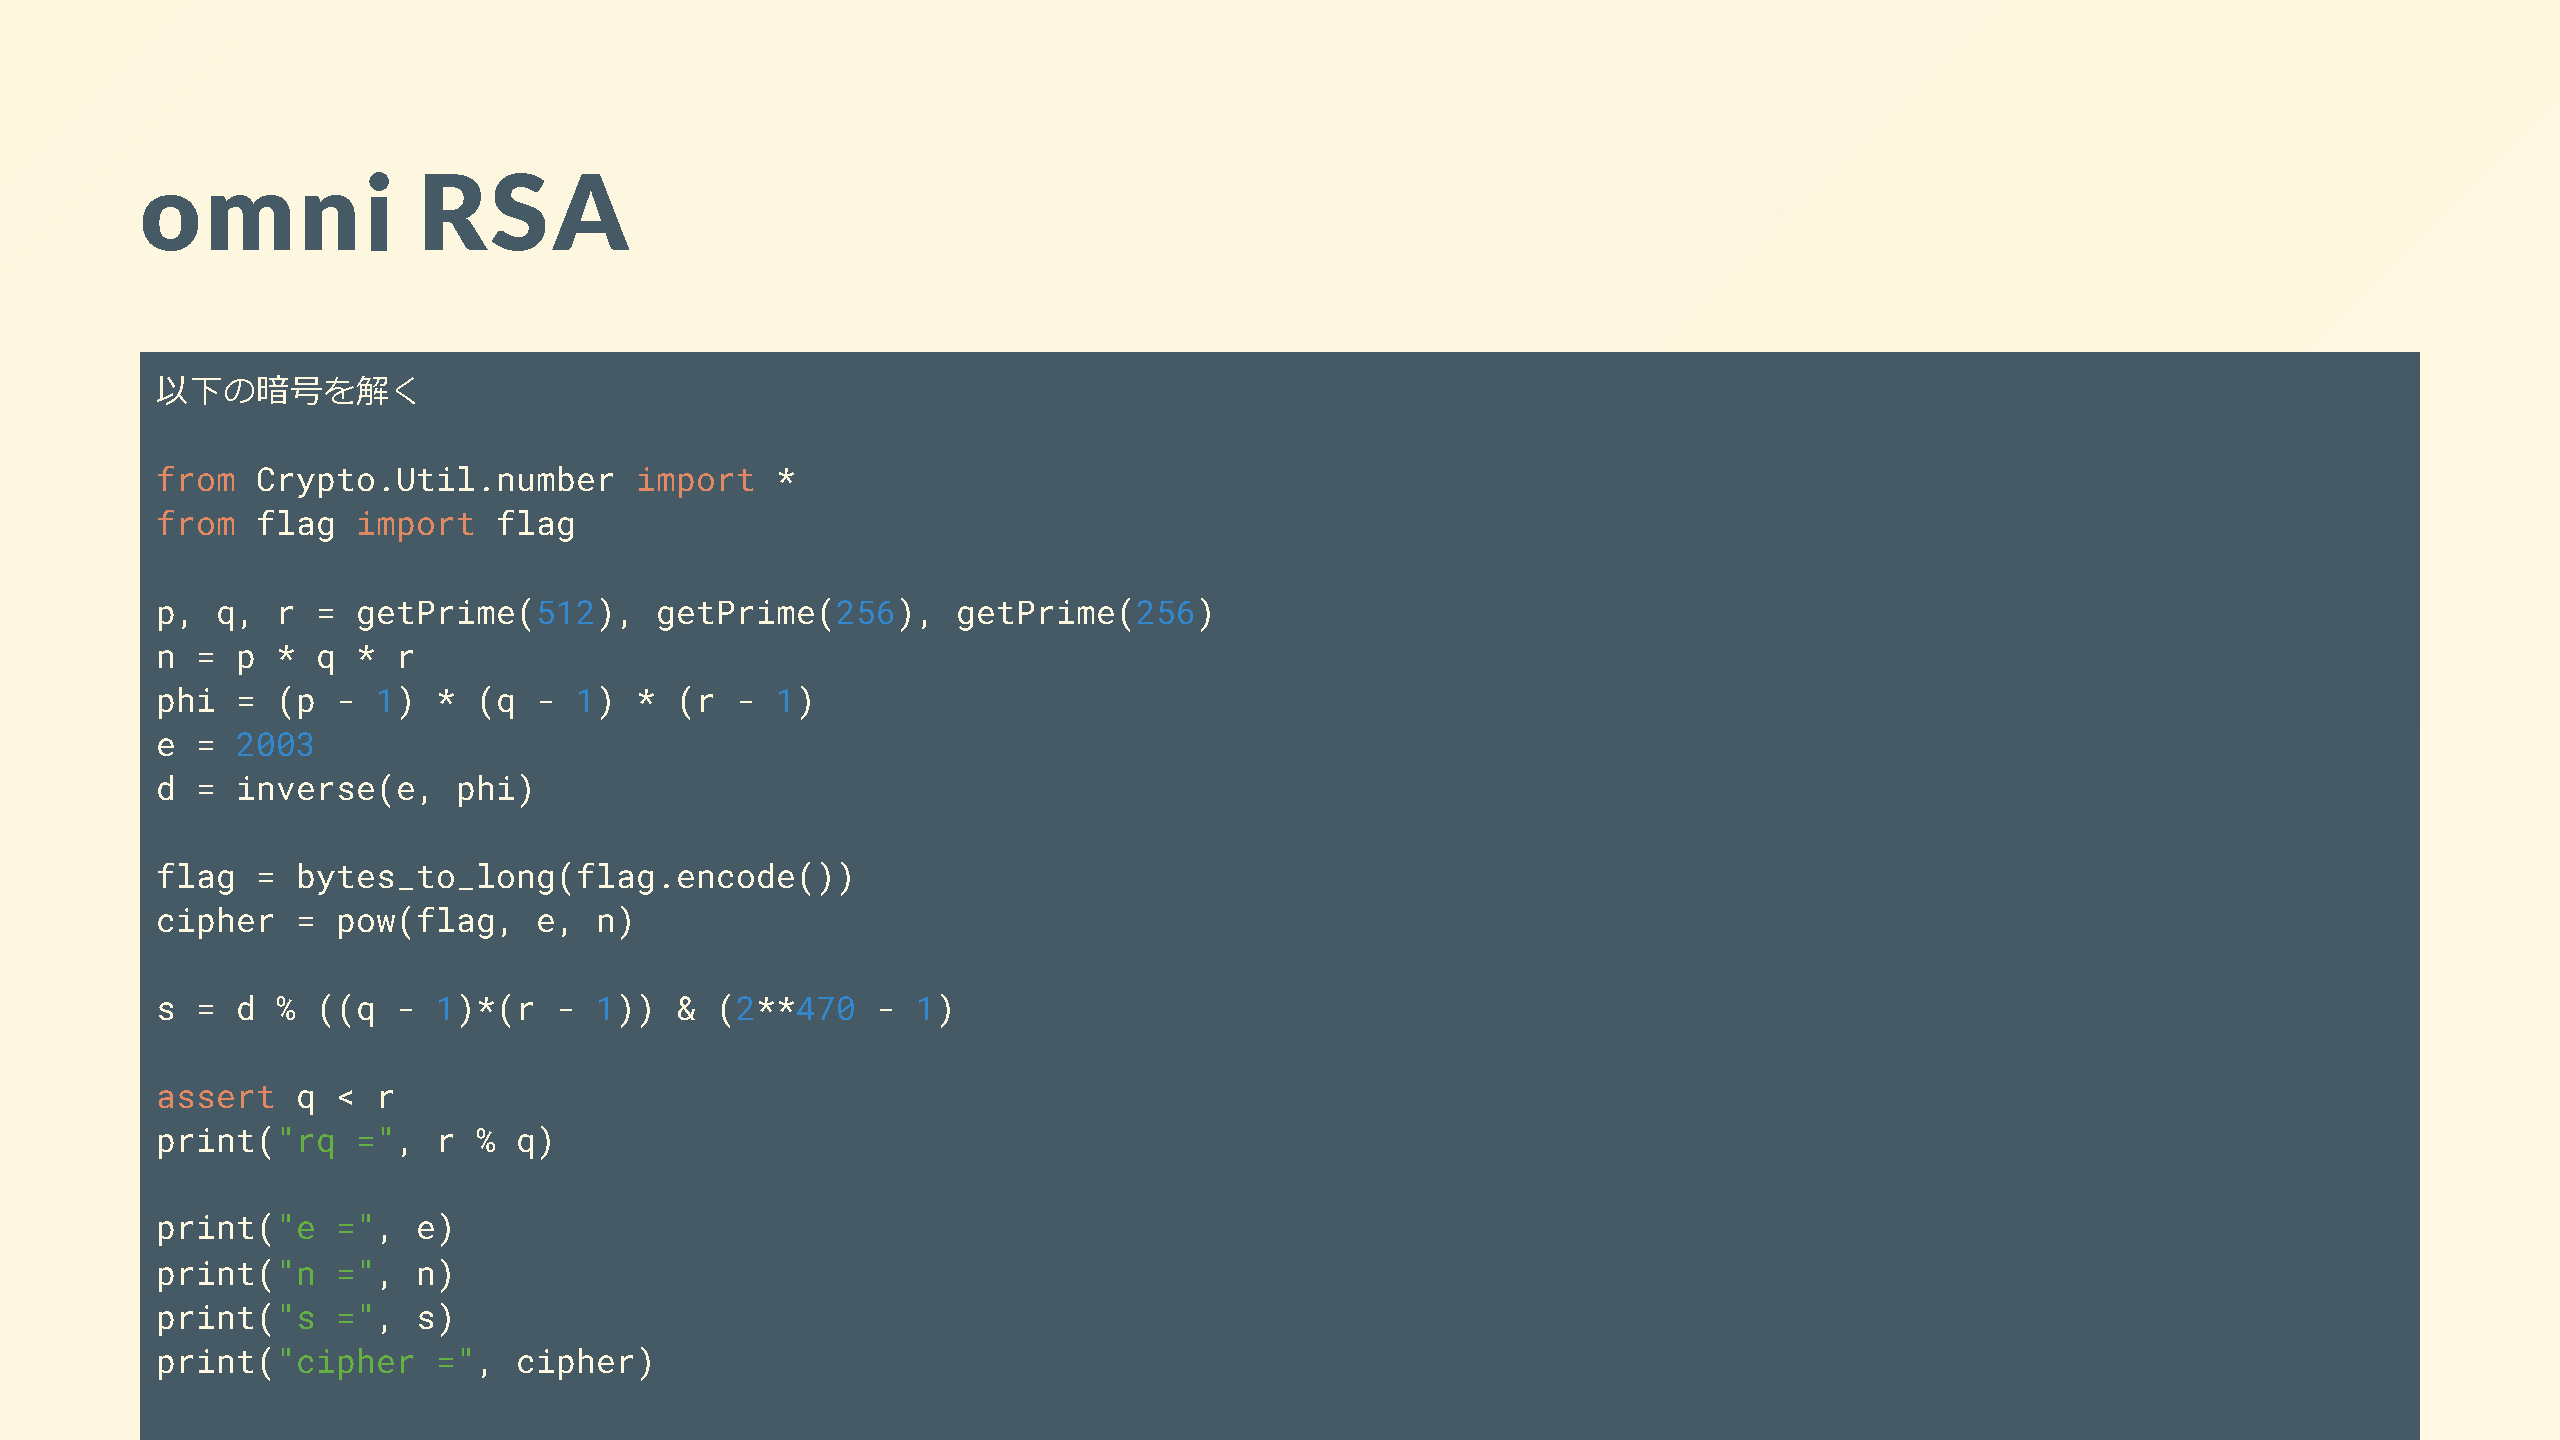 omni RSA
以下の暗号を解く
from Crypto.Util.number import *
from flag import flag
p, q, r = getPrime(512), getPrime(256), getPrime(256)
n = p * q * r
phi = (p - 1) * (q - 1) * (r - 1)
e = 2003
d = inverse(e, phi)
flag = bytes_to_long(flag.encode())
cipher = pow(flag, e, n)
s = d % ((q - 1)*(r - 1)) & (2**470 - 1)
assert q < r
print("rq =", r % q)
print("e =", e)
print("n =", n)
print("s =", s)
print("cipher =", cipher)